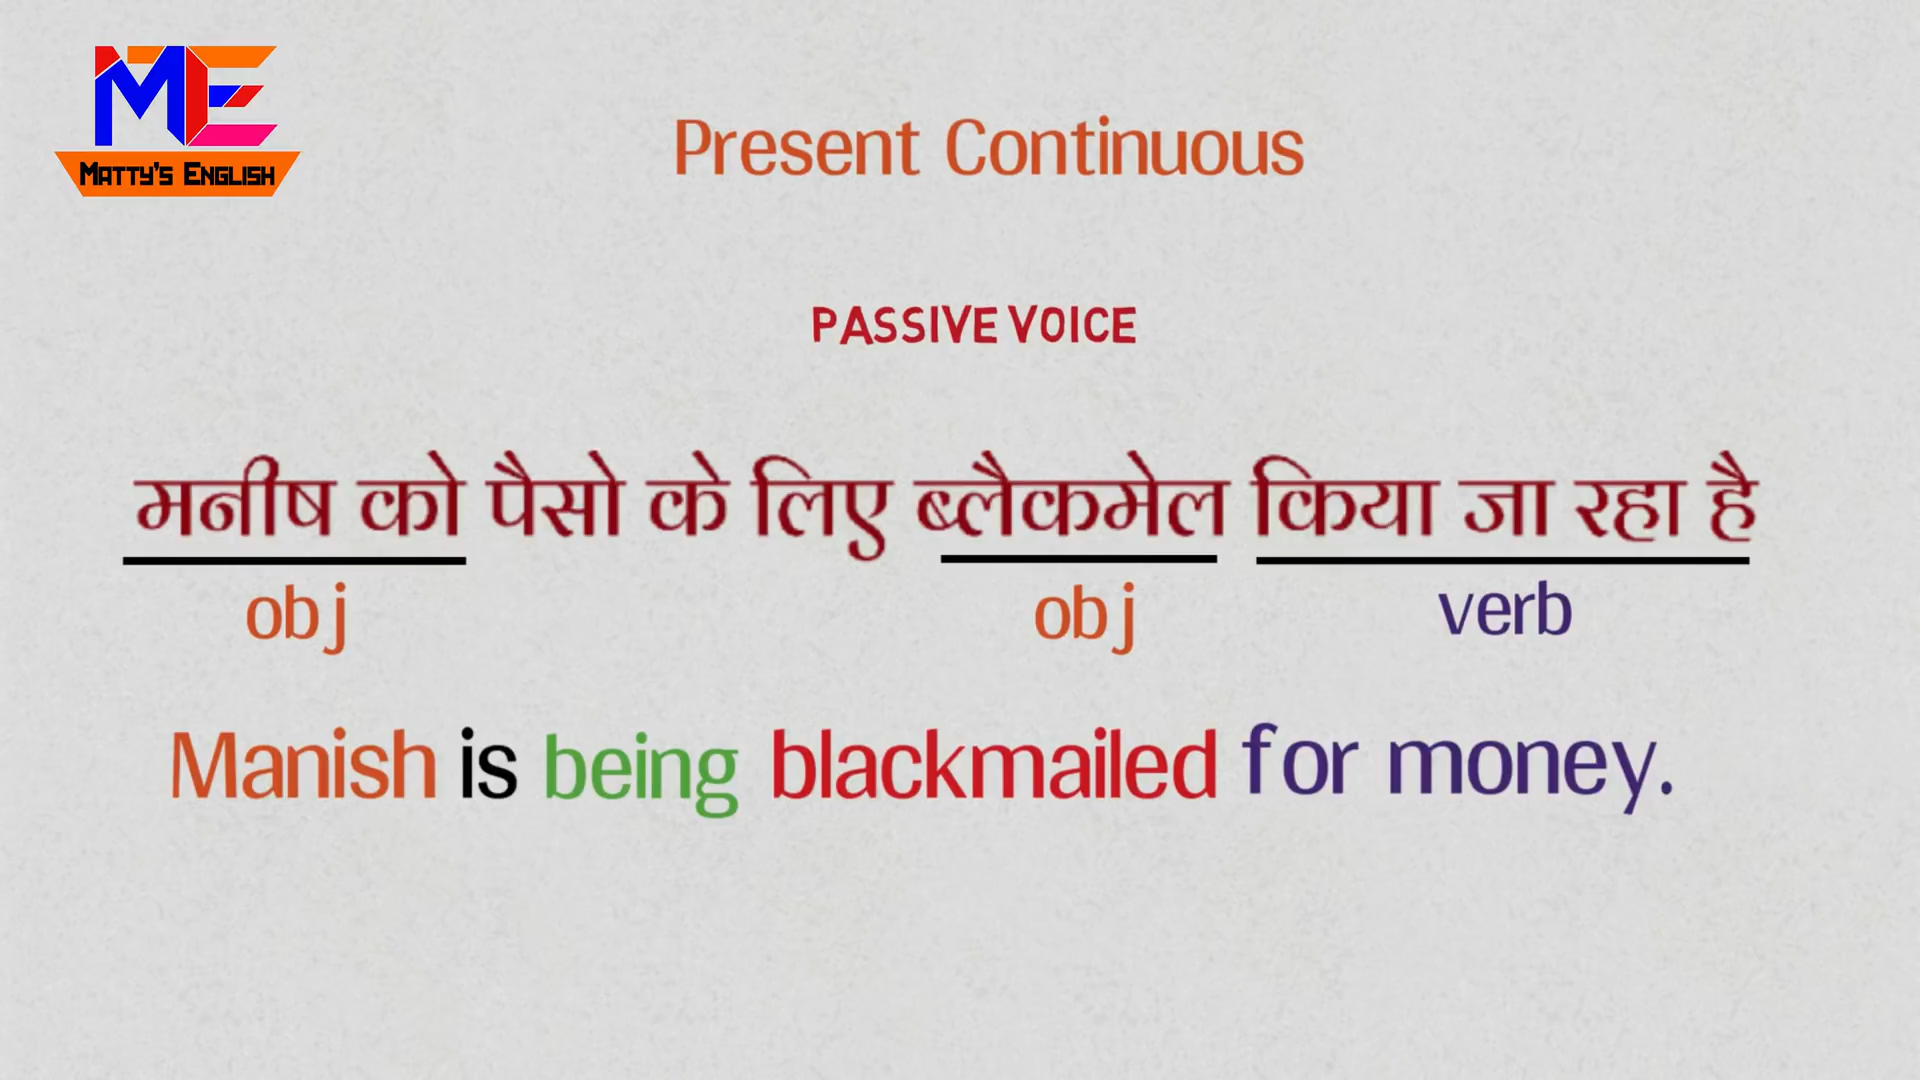 ME
MATTY'S ENGLISH
Present Continuous
PASSIVE VOICE
मनीष को पैसो के लिए ब्लैकमेल किया जा रहा है
obj obj verb
Manish is being blackmailed for money.